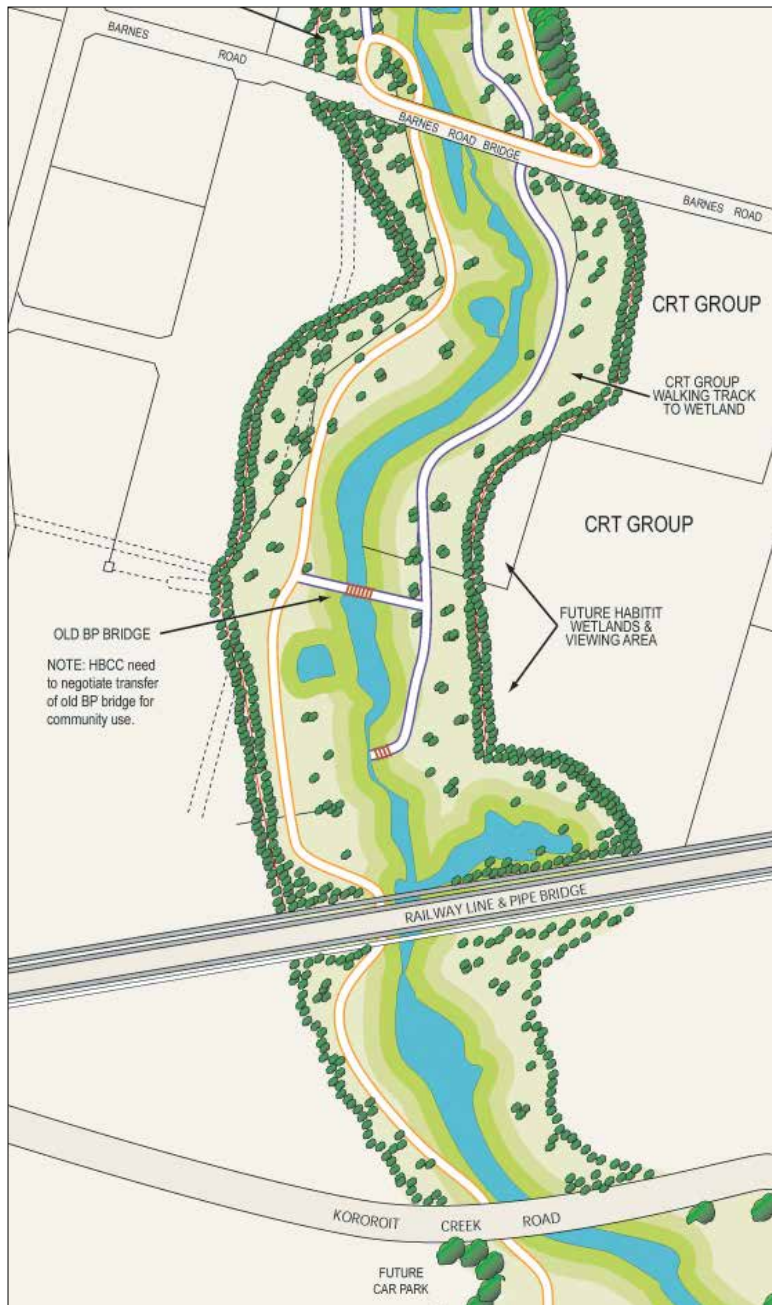 BARNES
ROAD
BARNES ROAD BRIDGE
BARNES ROAD
CRT GROUP
CRT GROUP
WALKING TRACK
TO WETLAND
CRT GROUP
FUTURE HABITIT
WETLANDS &
VIEWING AREA
OLD BP BRIDGE
NOTE: HBCC need
to negotiate transfer
of old BP bridge for
community use.
RAILWAY LINE & PIPE BRIDGE
KOROROIT CREEK ROAD
FUTURE
CAR PARK